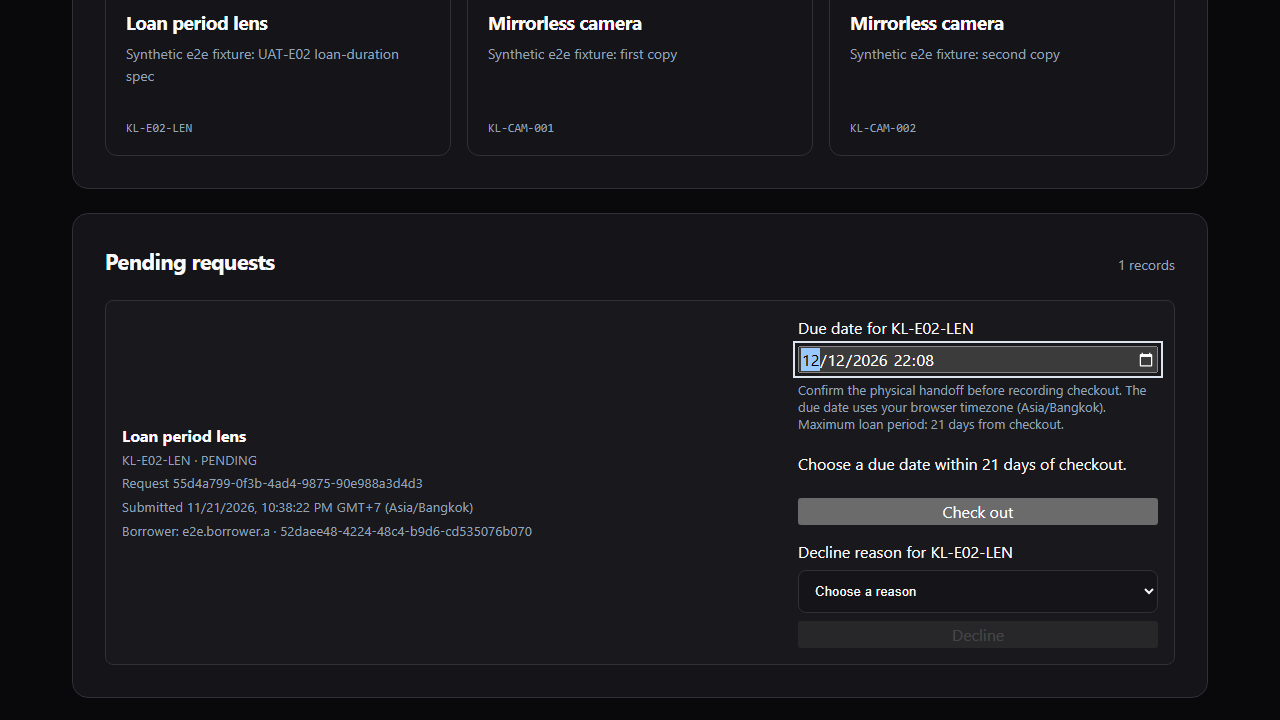 Loan period lens
Synthetic e2e fixture: UAT-E02 loan-duration
spec
KL-E02-LEN
Mirrorless camera
Synthetic e2e fixture: first copy
KL-CAM-001
Mirrorless camera
Synthetic e2e fixture: second copy
KL-CAM-002
Pending requests
1 records
Loan period lens
KL-E02-LEN · PENDING
Request 55d4a799-0f3b-4ad4-9875-90e988a3d4d3
Submitted 11/21/2026, 10:38:22 PM GMT+7 (Asia/Bangkok)
Borrower: e2e.borrower.a · 52daee48-4224-48c4-b9d6-cd535076b070
Due date for KL-E02-LEN
12/12/2026 22:08
Confirm the physical handoff before recording checkout. The
due date uses your browser timezone (Asia/Bangkok).
Maximum loan period: 21 days from checkout.
Choose a due date within 21 days of checkout.
Check out
Decline reason for KL-E02-LEN
Choose a reason
Decline